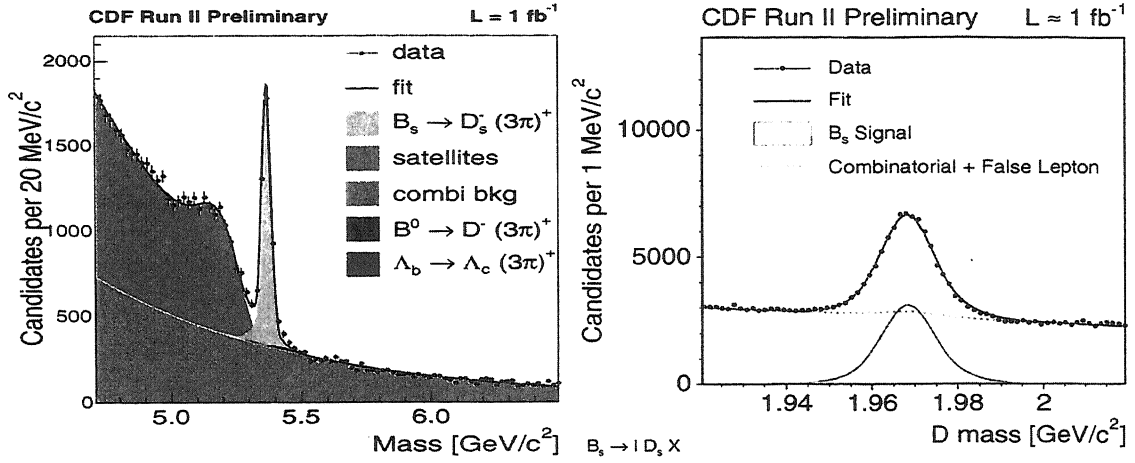 CDF Run II Preliminary L = 1 fb⁻¹
Candidates per 20 MeV/c²
2000
1500
1000
500
0
data
fit
Bₛ → Dₛ⁻ (3π)⁺
satellites
combi bkg
B⁰ → D⁻ (3π)⁺
Λ_b → Λ_c (3π)⁺
5.0 5.5 6.0
Mass [GeV/c²]
CDF Run II Preliminary L ≈ 1 fb⁻¹
Candidates per 1 MeV/c²
10000
5000
0
Data
Fit
Bₛ Signal
Combinatorial + False Lepton
1.94 1.96 1.98 2
D mass [GeV/c²]
Bₛ → l Dₛ X